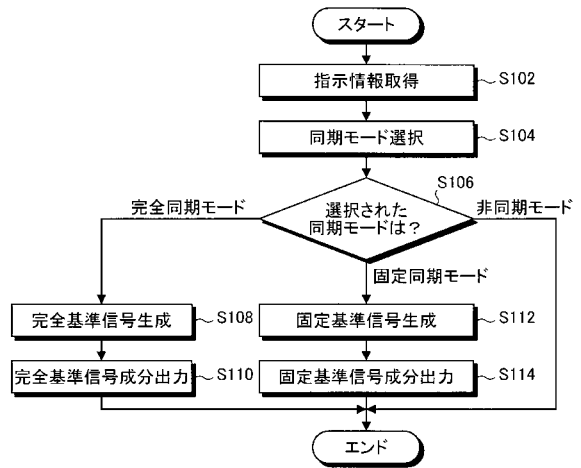 スタート
指示情報取得
S102
同期モード選択
S104
S106
選択された
同期モードは？
完全同期モード
非同期モード
固定同期モード
完全基準信号生成
S108
固定基準信号生成
S112
完全基準信号成分出力
S110
固定基準信号成分出力
S114
エンド